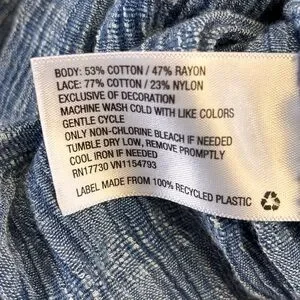 BODY: 53% COTTON / 47% RAYON
LACE: 77% COTTON / 23% NYLON
EXCLUSIVE OF DECORATION
MACHINE WASH COLD WITH LIKE COLORS
GENTLE CYCLE
ONLY NON-CHLORINE BLEACH IF NEEDED
TUMBLE DRY LOW, REMOVE PROMPTLY
COOL IRON IF NEEDED
RN17730 VN1154793
LABEL MADE FROM 100% RECYCLED PLASTIC